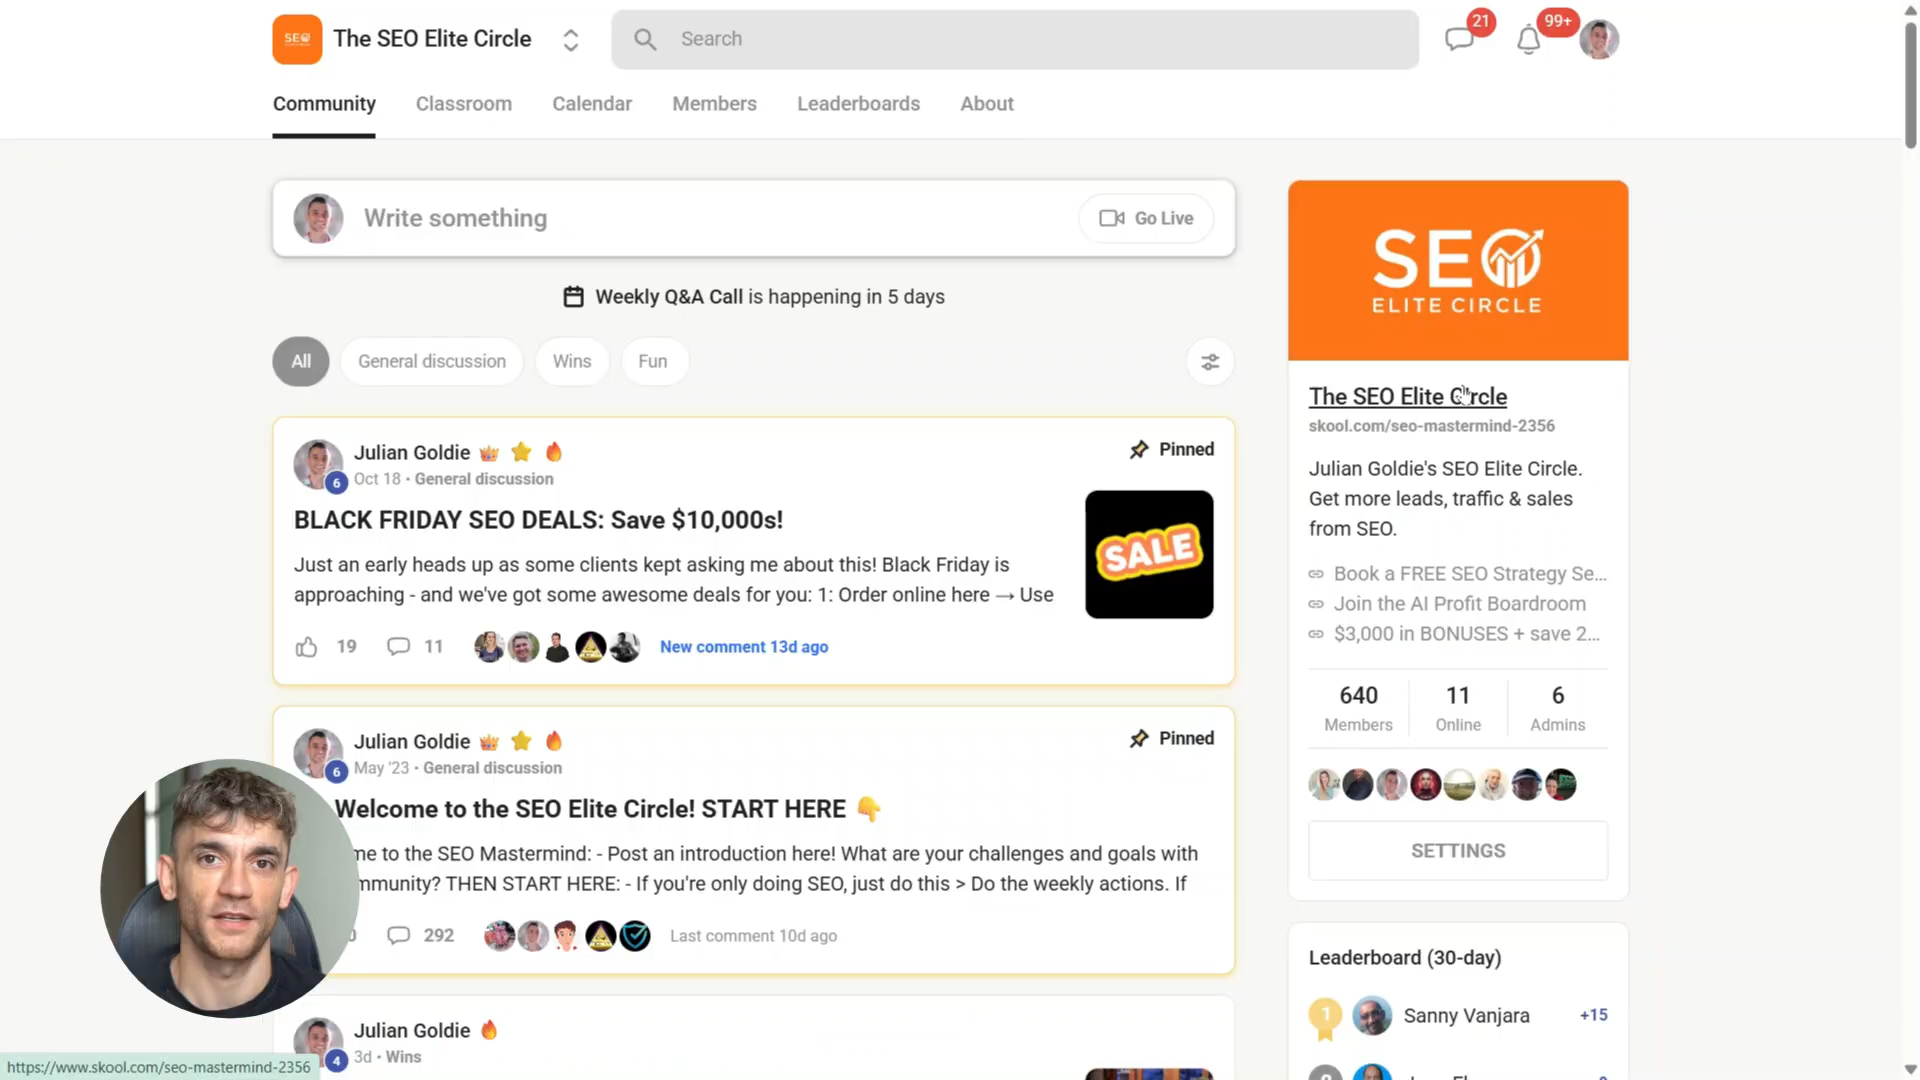 SEO
The SEO Elite Circle
Search
21
99+
Community
Classroom
Calendar
Members
Leaderboards
About
Write something
Go Live
Weekly Q&A Call is happening in 5 days
All
General discussion
Wins
Fun
Julian Goldie
6
Oct 18 • General discussion
Pinned
BLACK FRIDAY SEO DEALS: Save $10,000s!
Just an early heads up as some clients kept asking me about this! Black Friday is
approaching - and we've got some awesome deals for you: 1: Order online here → Use
SALE
19
11
New comment 13d ago
Julian Goldie
6
May '23 • General discussion
Pinned
Welcome to the SEO Elite Circle! START HERE 👇
me to the SEO Mastermind: - Post an introduction here! What are your challenges and goals with
mmunity? THEN START HERE: - If you're only doing SEO, just do this > Do the weekly actions. If
0
292
Last comment 10d ago
Julian Goldie
4
3d • Wins
SEO
ELITE CIRCLE
The SEO Elite Circle
skool.com/seo-mastermind-2356
Julian Goldie's SEO Elite Circle.
Get more leads, traffic & sales
from SEO.
Book a FREE SEO Strategy Se...
Join the AI Profit Boardroom
$3,000 in BONUSES + save 2...
640
Members
11
Online
6
Admins
SETTINGS
Leaderboard (30-day)
1
Sanny Vanjara
+15
https://www.skool.com/seo-mastermind-2356